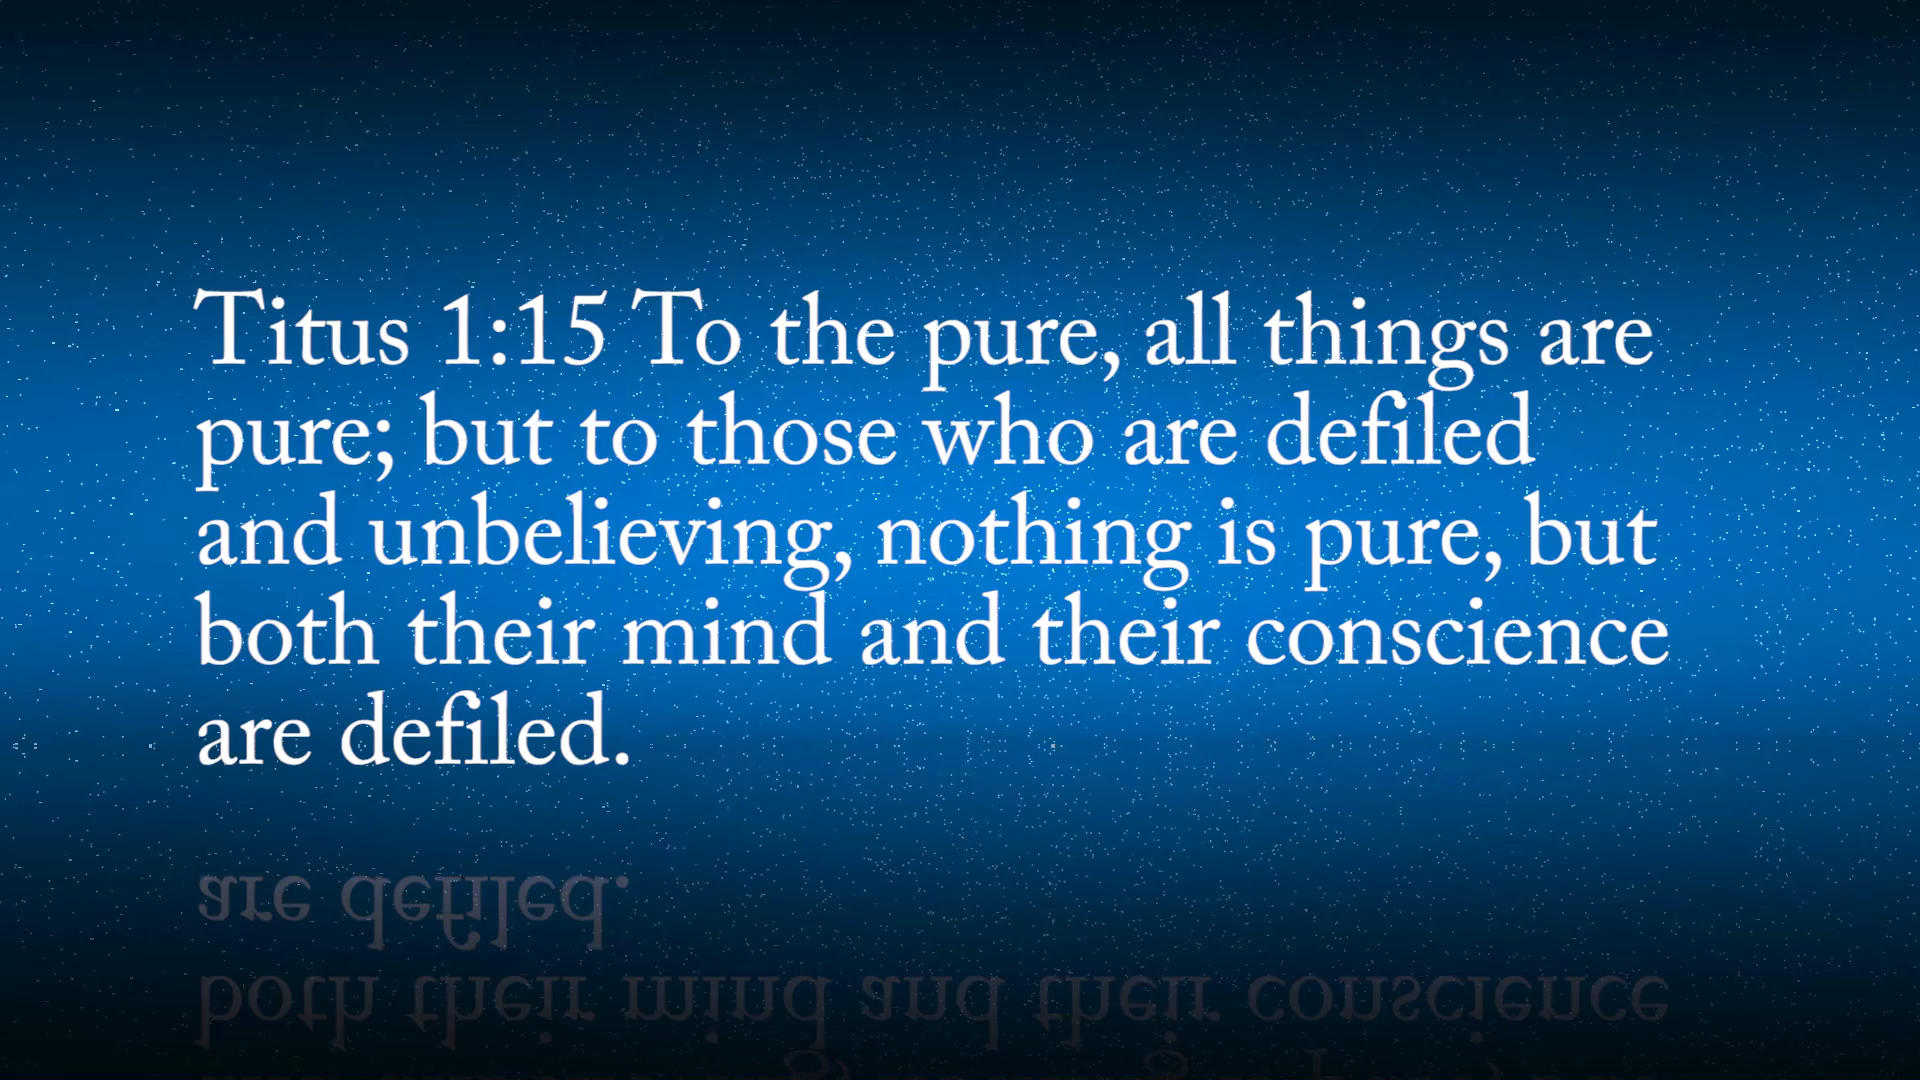 Titus 1:15 To the pure, all things are
pure; but to those who are defiled
and unbelieving, nothing is pure, but
both their mind and their conscience
are defiled.